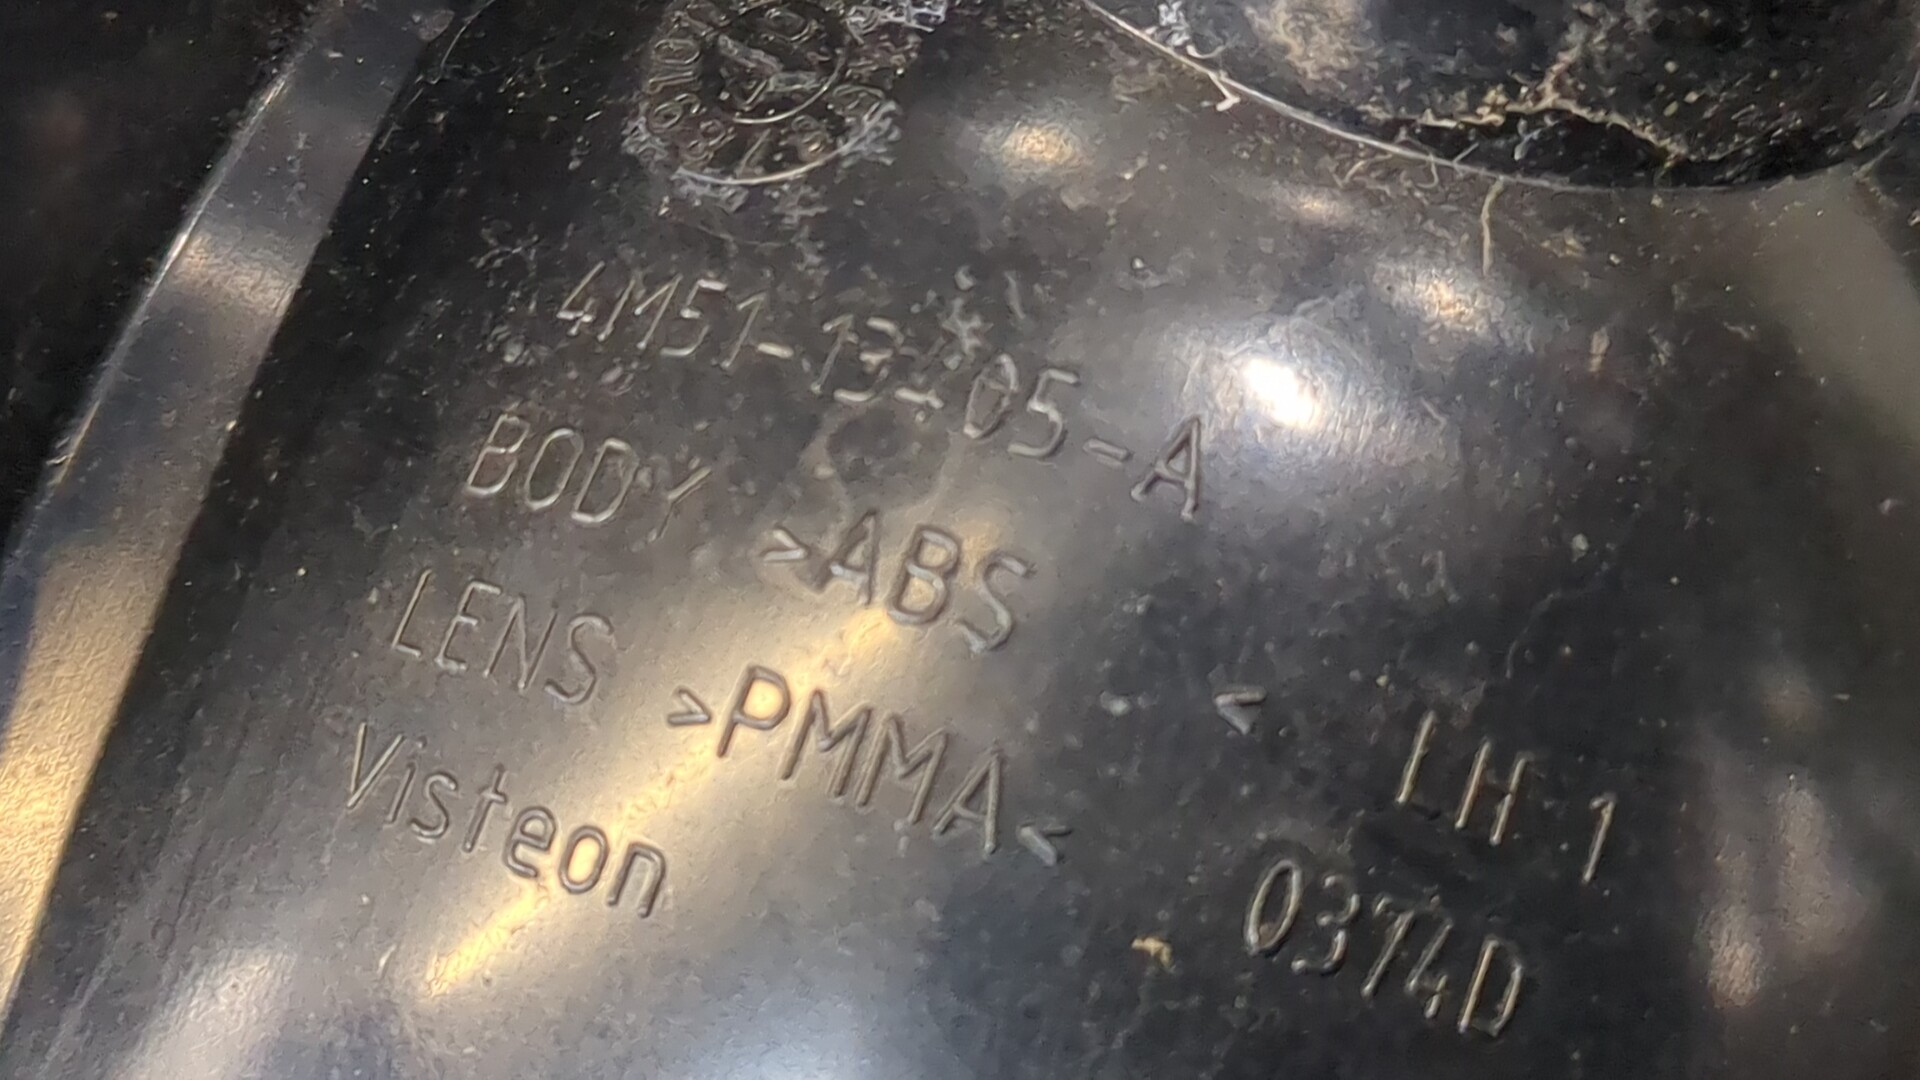 4M51-13405-A
BODY >ABS <
LENS >PMMA<
Visteon
LH 1
0374D